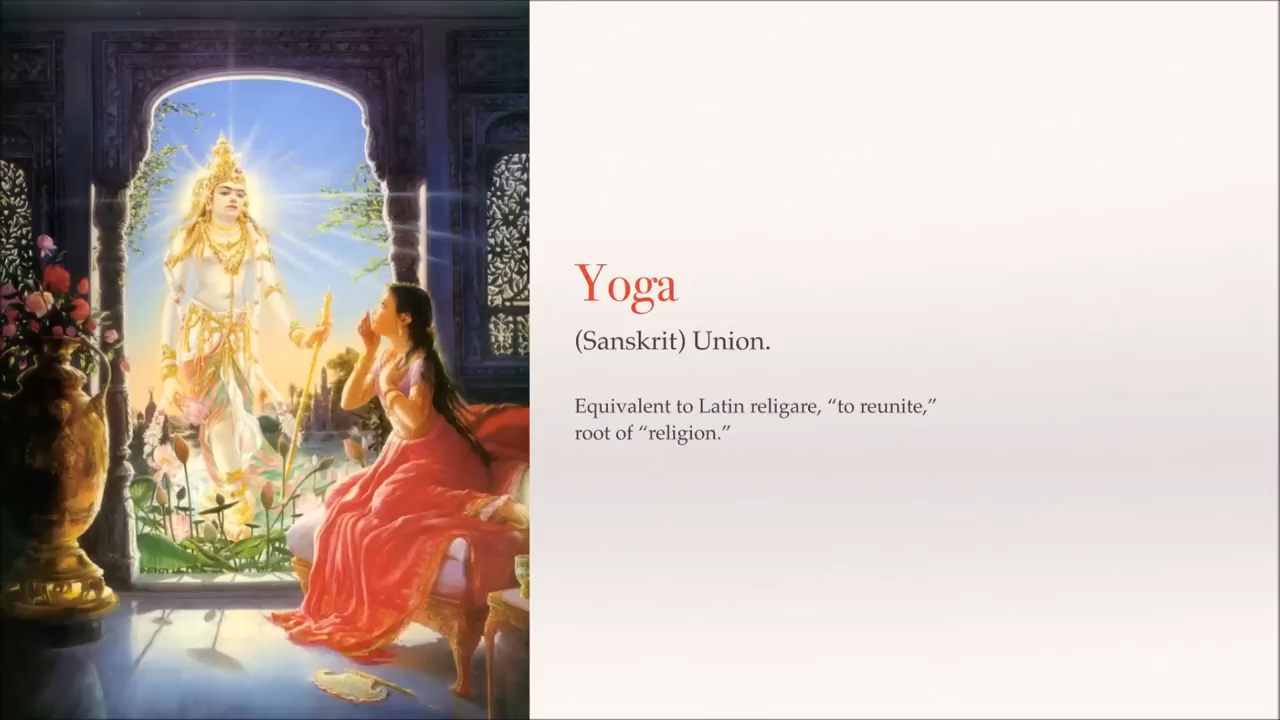 Yoga
(Sanskrit) Union.
Equivalent to Latin religare, “to reunite,”
root of “religion.”